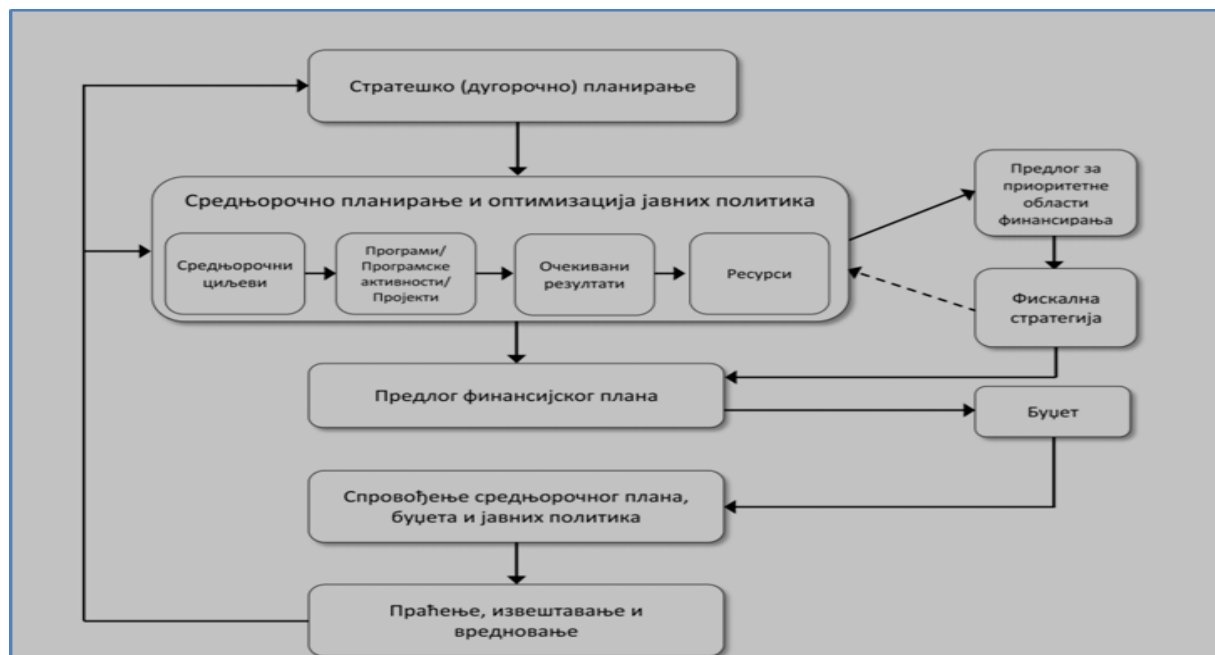 Стратешко (дугорочно) планирање
Средњорочно планирање и оптимизација јавних политика
Средњорочни
циљеви
Програми/
Програмске
активности/
Пројекти
Очекивани
резултати
Ресурси
Предлог за
приоритетне
области
финансирања
Фискална
стратегија
Предлог финансијског плана
Буџет
Спровођење средњорочног плана,
буџета и јавних политика
Праћење, извештавање и
вредновање